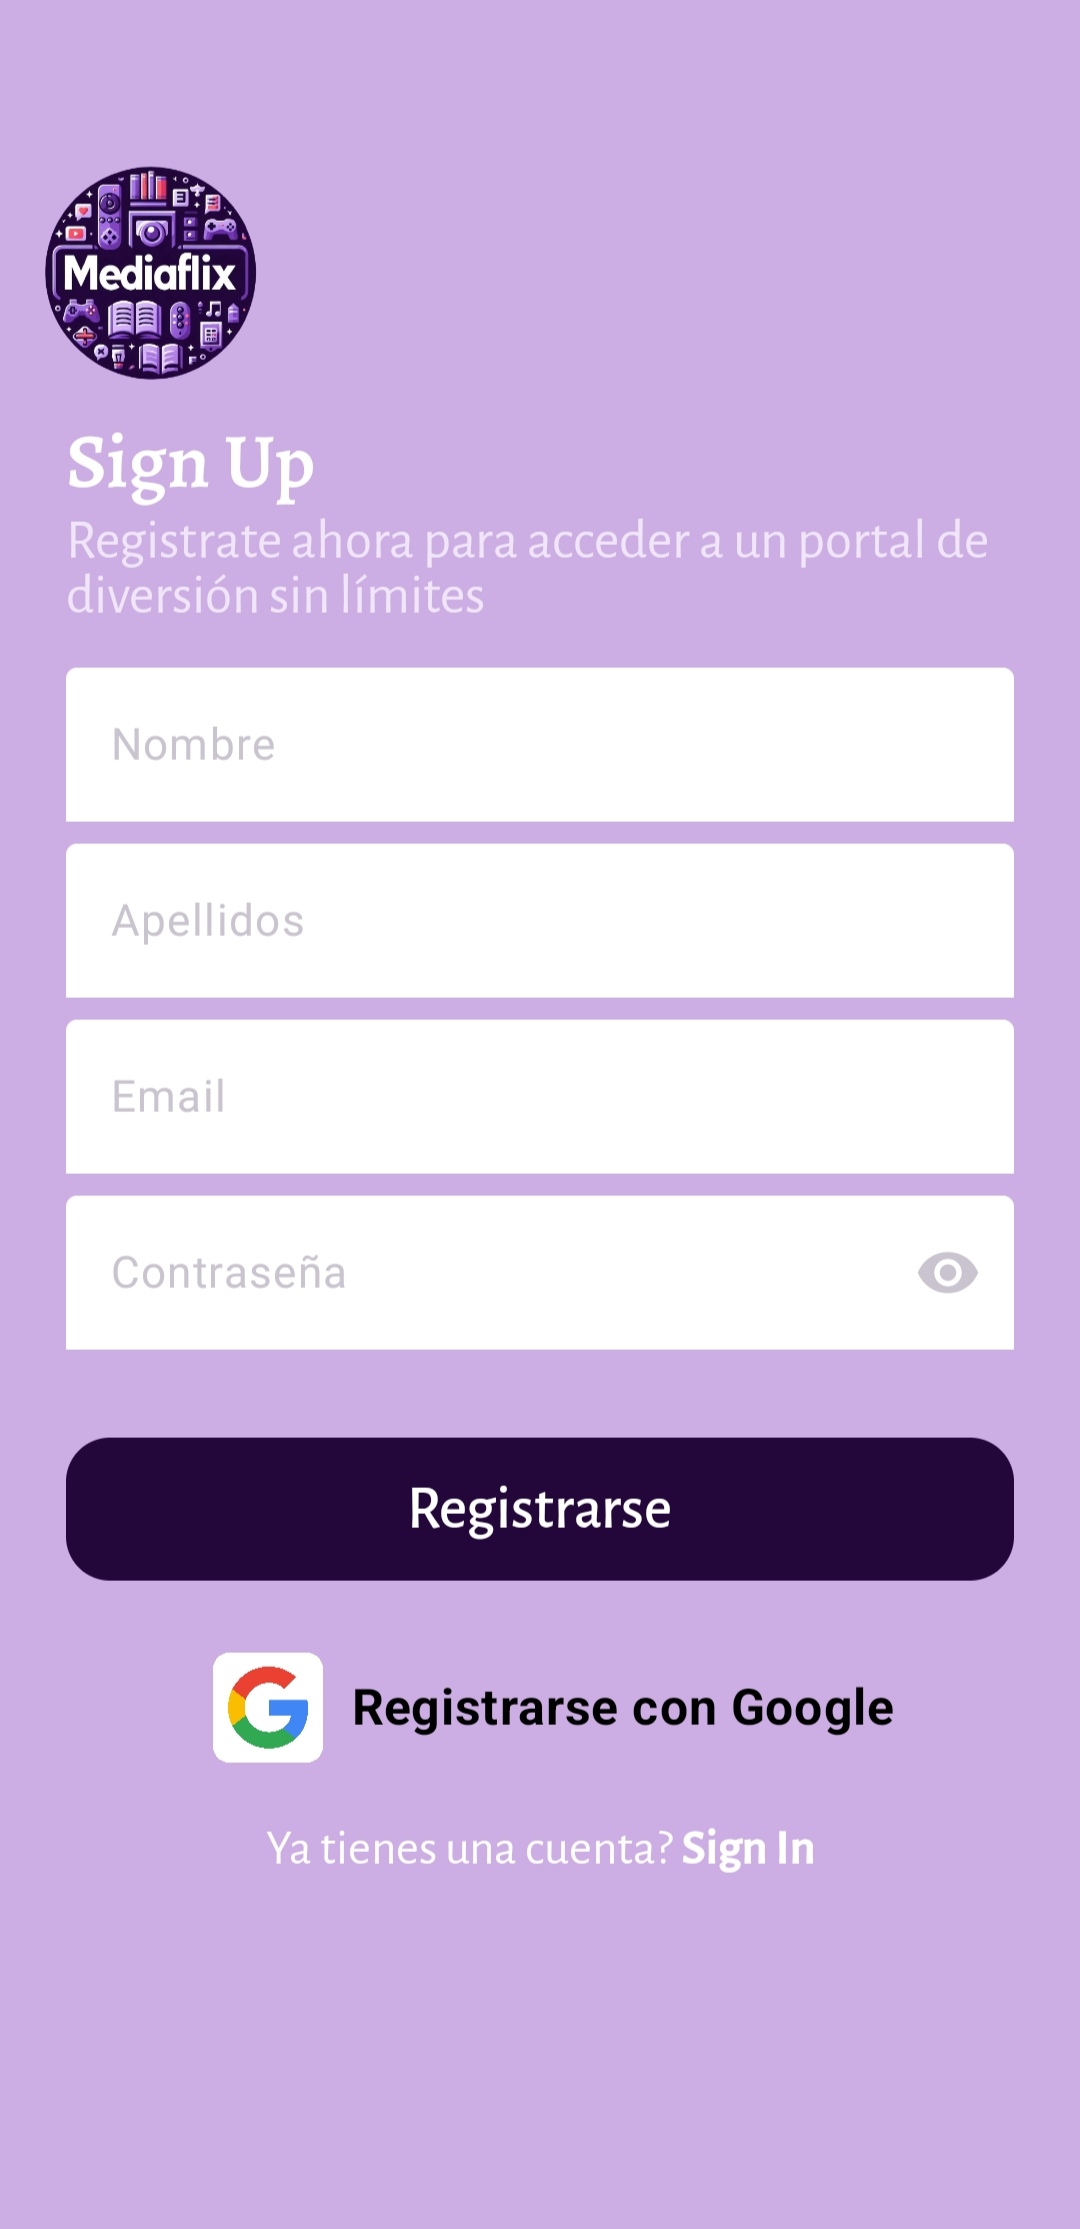 Mediaflix
Sign Up
Registrate ahora para acceder a un portal de
diversión sin límites
Nombre
Apellidos
Email
Contraseña
Registrarse
Registrarse con Google
Ya tienes una cuenta? Sign In